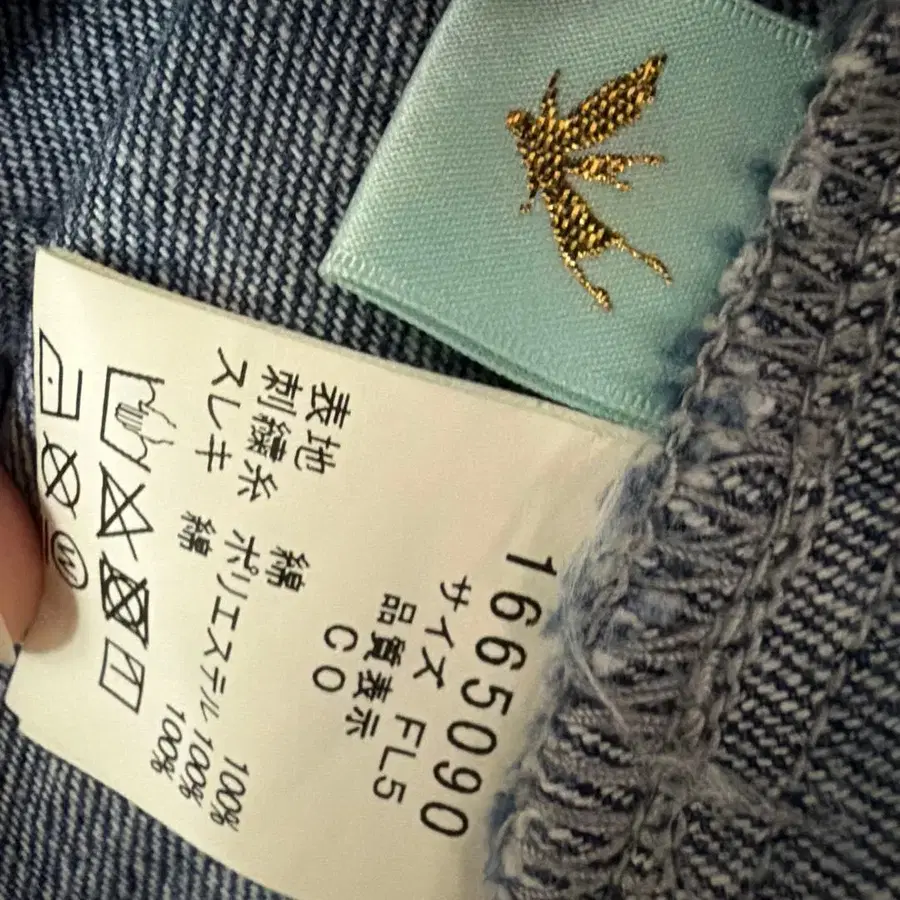 1665090
サイズ FL5
品質表示
CO
表地 綿 100%
刺繍糸 ポリエステル 100%
スレキ 綿 100%
W